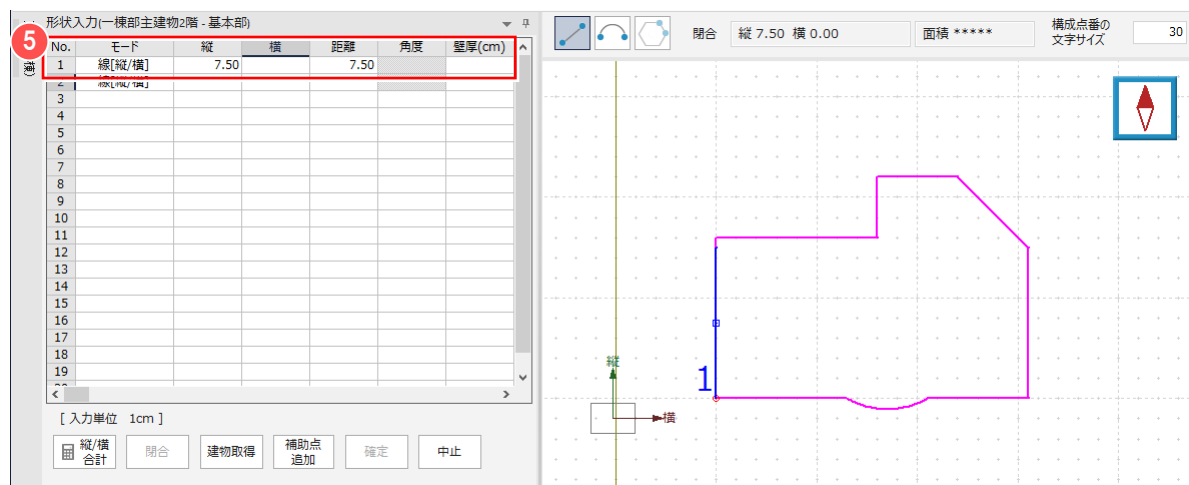 形状入力(一棟部主建物2階 - 基本部)
5
No. モード 縦 横 距離 角度 壁厚(cm)
1 線[縦/横] 7.50 7.50
2 線[縦/横]
3
4
5
6
7
8
9
10
11
12
13
14
15
16
17
18
19
[ 入力単位 1cm ]
縦/横
合計
閉合
建物取得
補助点
追加
確定
中止
閉合 縦 7.50 横 0.00
面積 *****
構成点番の
文字サイズ
30
縦
横
1